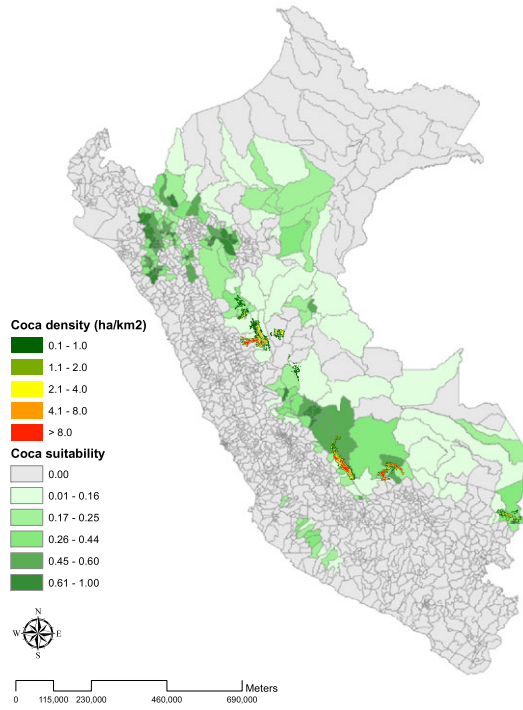 Coca density (ha/km2)
0.1 - 1.0
1.1 - 2.0
2.1 - 4.0
4.1 - 8.0
> 8.0
Coca suitability
0.00
0.01 - 0.16
0.17 - 0.25
0.26 - 0.44
0.45 - 0.60
0.61 - 1.00
N
W E
S
Meters
0 115,000 230,000 460,000 690,000